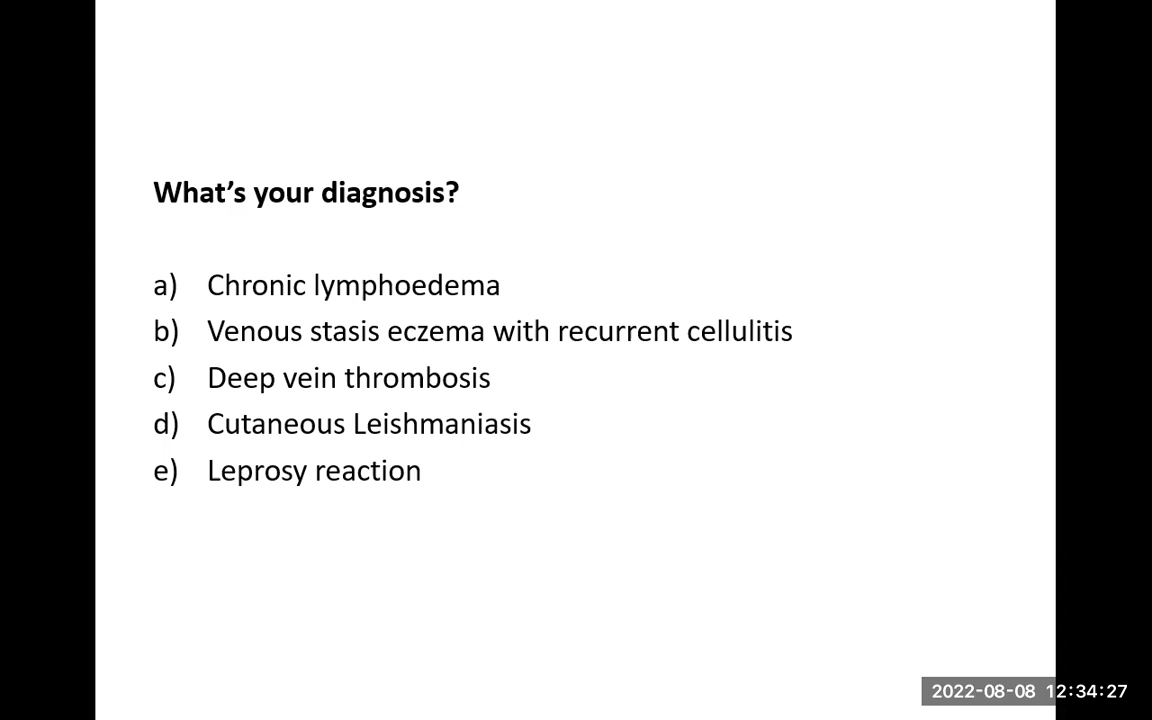 What’s your diagnosis?
a) Chronic lymphoedema
b) Venous stasis eczema with recurrent cellulitis
c) Deep vein thrombosis
d) Cutaneous Leishmaniasis
e) Leprosy reaction
2022-08-08 12:34:27